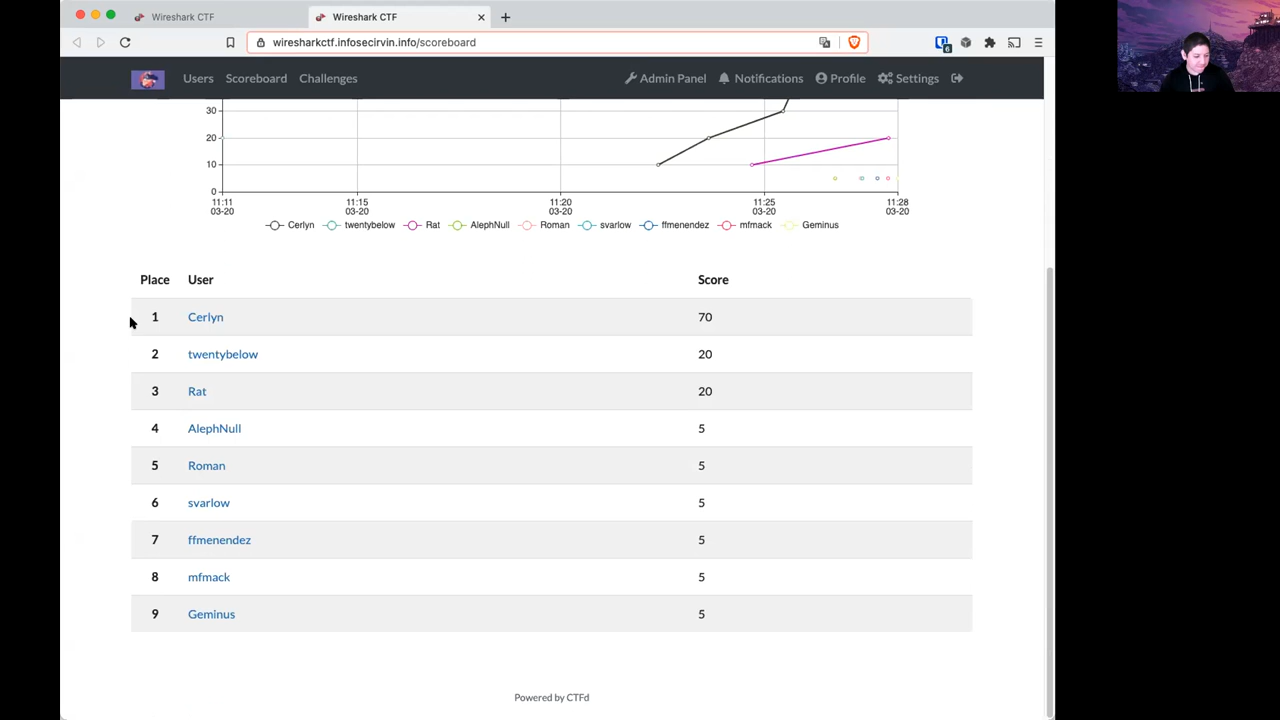 Wireshark CTF
Wireshark CTF
wiresharkctf.infosecirvin.info/scoreboard
6
Users Scoreboard Challenges Admin Panel Notifications Profile Settings
30
20
10
0
11:11 11:15 11:20 11:25 11:28
03-20 03-20 03-20 03-20 03-20
Cerlyn twentybelow Rat AlephNull Roman svarlow ffmenendez mfmack Geminus
Place User Score
1 Cerlyn 70
2 twentybelow 20
3 Rat 20
4 AlephNull 5
5 Roman 5
6 svarlow 5
7 ffmenendez 5
8 mfmack 5
9 Geminus 5
Powered by CTFd